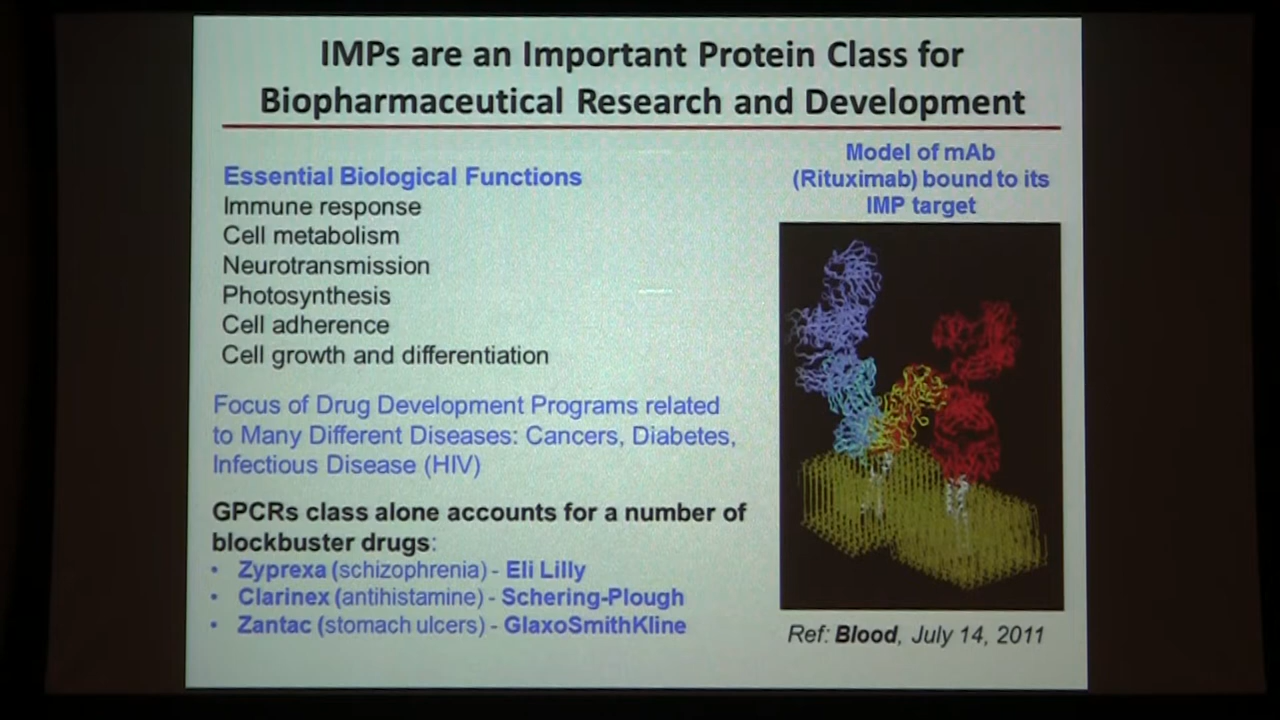 IMPs are an Important Protein Class for
Biopharmaceutical Research and Development
Essential Biological Functions
Immune response
Cell metabolism
Neurotransmission
Photosynthesis
Cell adherence
Cell growth and differentiation
Focus of Drug Development Programs related
to Many Different Diseases: Cancers, Diabetes,
Infectious Disease (HIV)
GPCRs class alone accounts for a number of
blockbuster drugs:
• Zyprexa (schizophrenia) - Eli Lilly
• Clarinex (antihistamine) - Schering-Plough
• Zantac (stomach ulcers) - GlaxoSmithKline
Model of mAb
(Rituximab) bound to its
IMP target
Ref: Blood, July 14, 2011